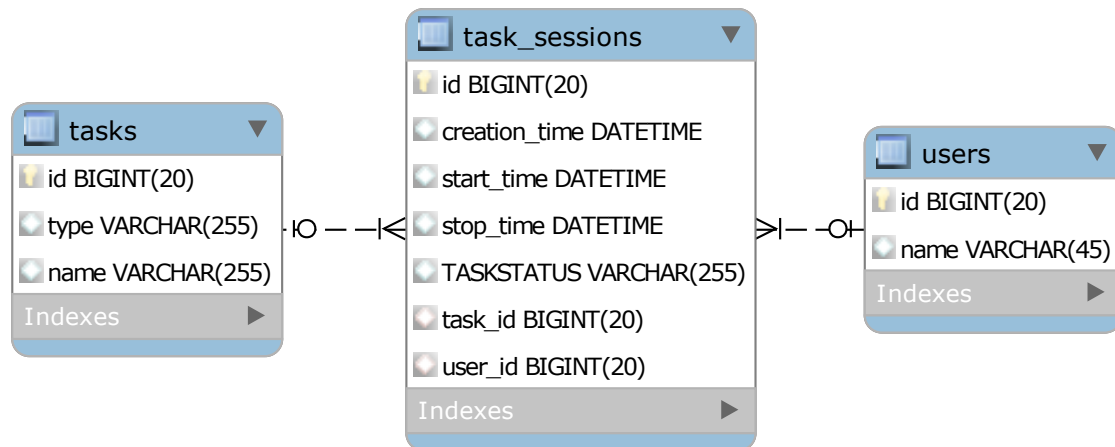 tasks
id BIGINT(20)
type VARCHAR(255)
name VARCHAR(255)
Indexes
task_sessions
id BIGINT(20)
creation_time DATETIME
start_time DATETIME
stop_time DATETIME
TASKSTATUS VARCHAR(255)
task_id BIGINT(20)
user_id BIGINT(20)
Indexes
users
id BIGINT(20)
name VARCHAR(45)
Indexes